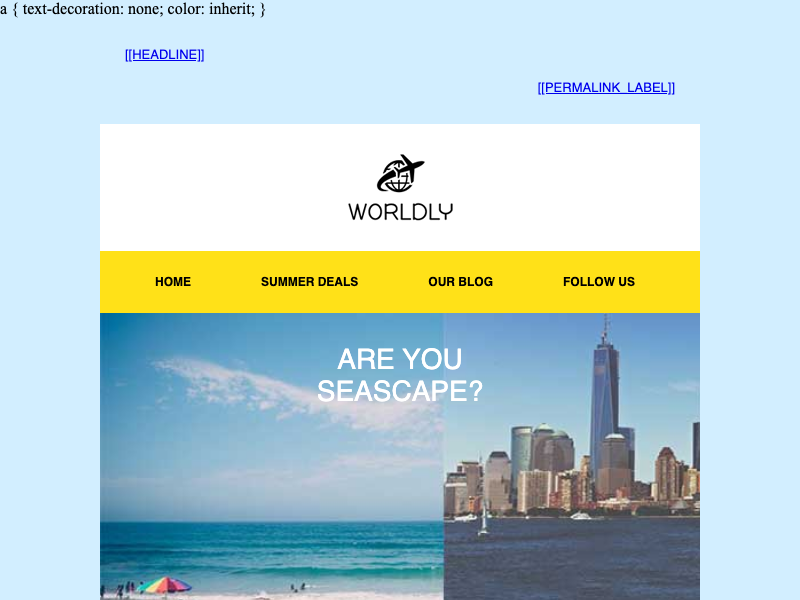 a { text-decoration: none; color: inherit; }
[[HEADLINE]]
[[PERMALINK_LABEL]]
WORLDLY
HOME SUMMER DEALS OUR BLOG FOLLOW US
ARE YOU
SEASCAPE?